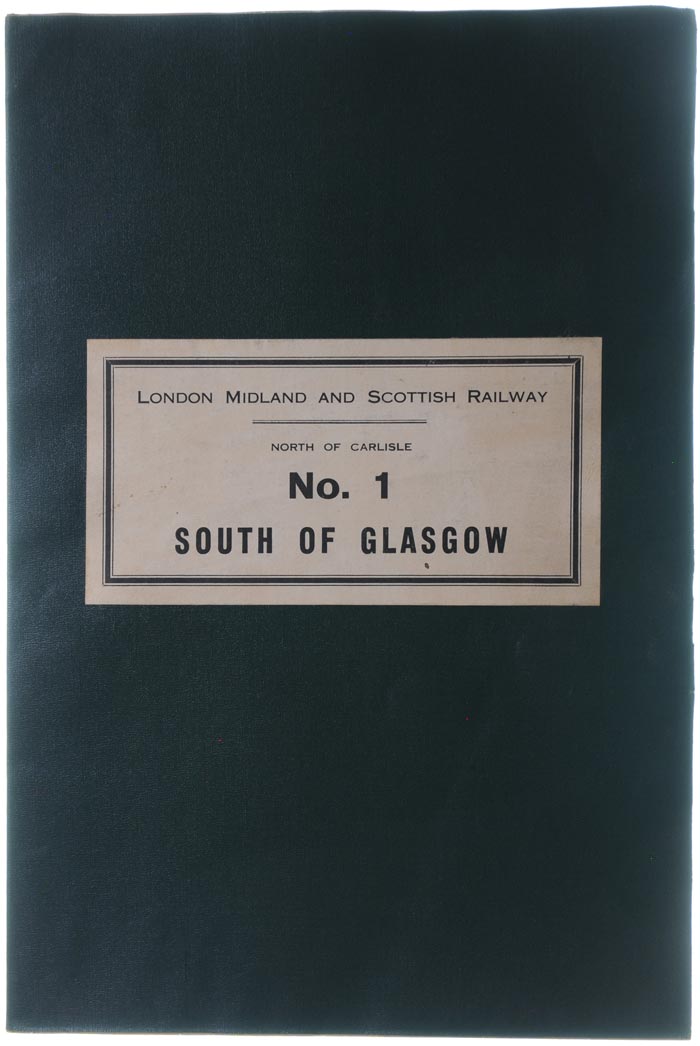 London Midland and Scottish Railway
NORTH OF CARLISLE
No. 1
SOUTH OF GLASGOW